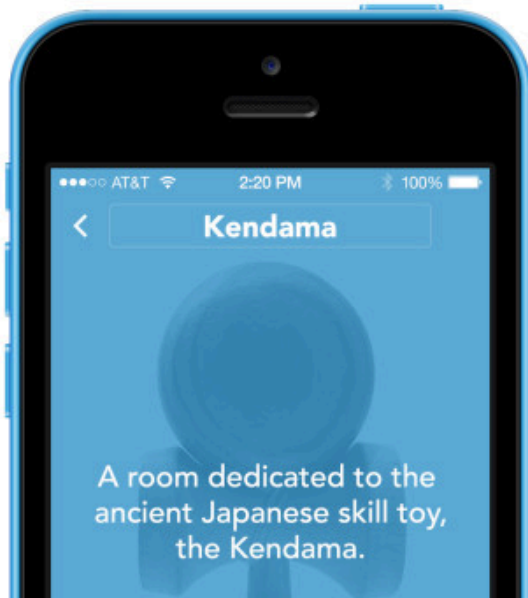 AT&T 2:20 PM 100%
Kendama
A room dedicated to the
ancient Japanese skill toy,
the Kendama.